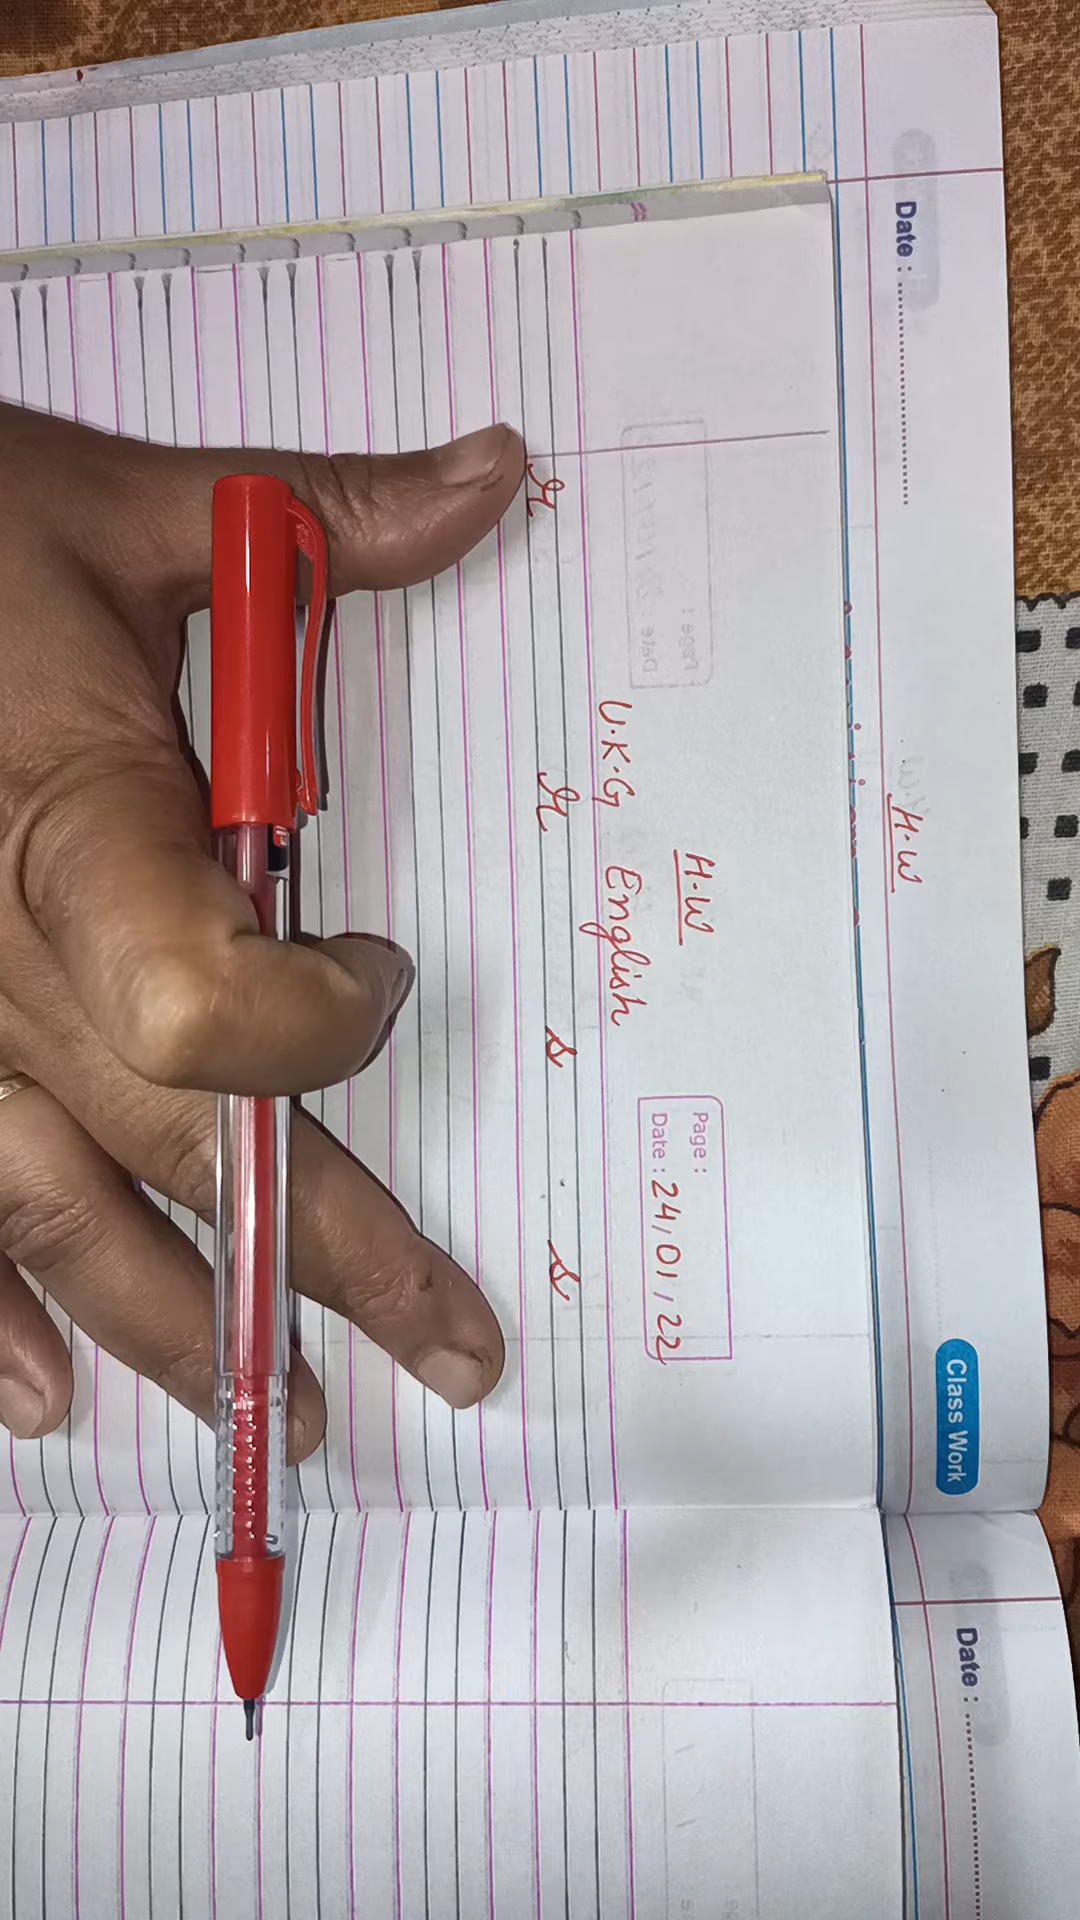 Date : ..............................
H.W
Class Work
Date : ..............................
H.W
Page :
Date : 24/01/22
U.K.G English
r r s s